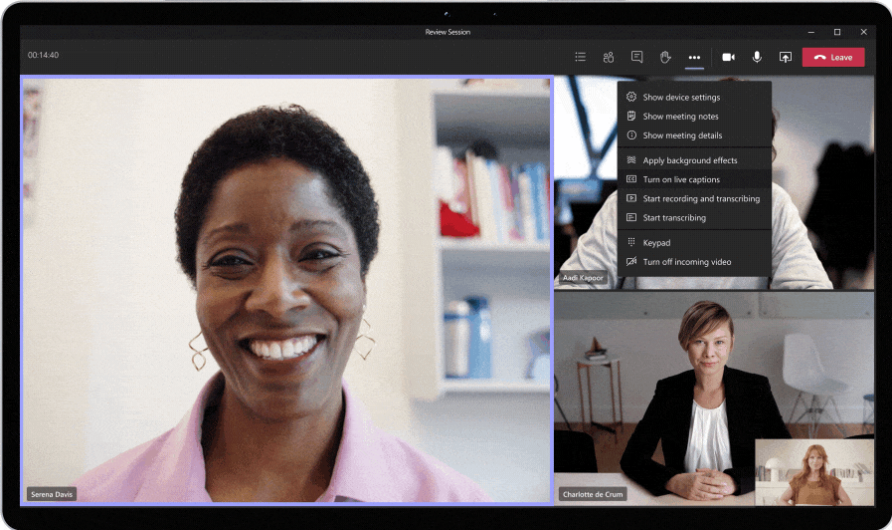 Review Session
00:14:40
Leave
Show device settings
Show meeting notes
Show meeting details
Apply background effects
Turn on live captions
Start recording and transcribing
Start transcribing
Keypad
Turn off incoming video
Aadi Kapoor
Serena Davis
Charlotte de Crum